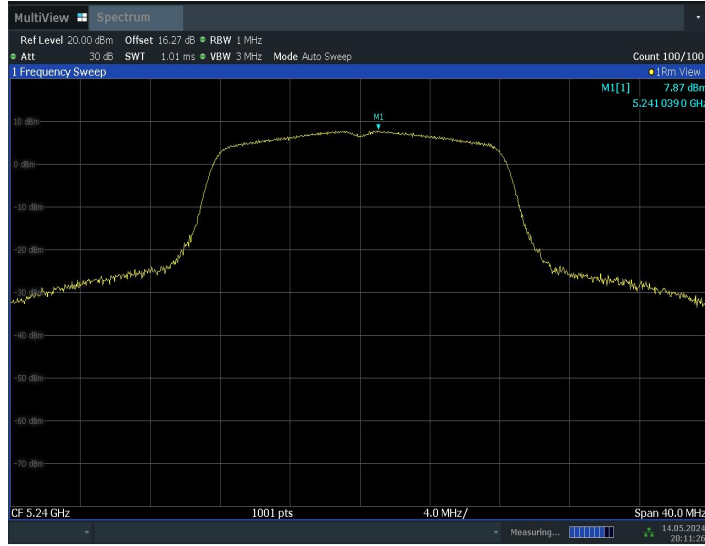 MultiView Spectrum
Ref Level 20.00 dBm Offset 16.27 dB RBW 1 MHz
Att 30 dB SWT 1.01 ms VBW 3 MHz Mode Auto Sweep Count 100/100
1 Frequency Sweep 1Rm View
M1[1] 7.87 dBm
5.241 039 0 GHz
M1
10 dBm
0 dBm
-10 dBm
-20 dBm
-30 dBm
-40 dBm
-50 dBm
-60 dBm
-70 dBm
CF 5.24 GHz 1001 pts 4.0 MHz/ Span 40.0 MHz
Measuring... 14.05.2024
20:11:26